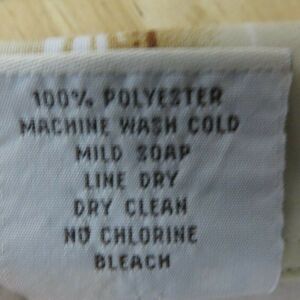 100% POLYESTER
MACHINE WASH COLD
MILD SOAP
LINE DRY
DRY CLEAN
NO CHLORINE
BLEACH